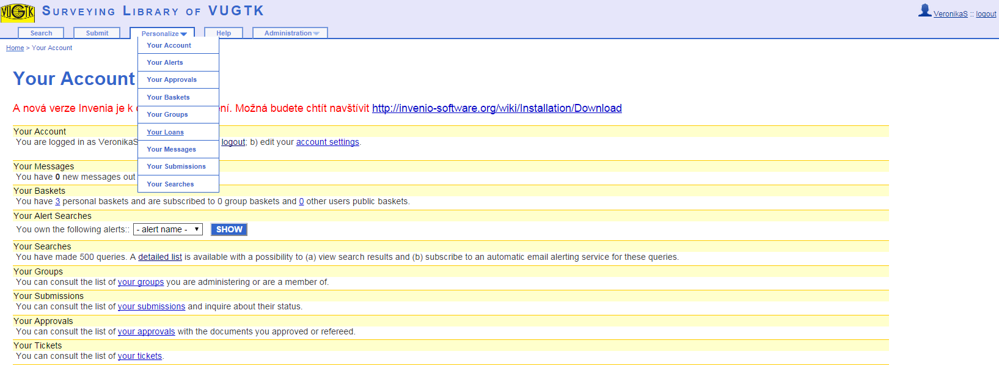 VUGTK
SURVEYING LIBRARY OF VUGTK
VeronikaS :: logout
Search
Submit
Personalize
Help
Administration
Home > Your Account
Your Account
Your Alerts
Your Approvals
Your Baskets
Your Groups
Your Loans
Your Messages
Your Submissions
Your Searches
Your Account
A nová verze Invenia je k ní. Možná budete chtít navštívit http://invenio-software.org/wiki/Installation/Download
Your Account
You are logged in as VeronikaS logout; b) edit your account settings.
Your Messages
You have 0 new messages out
Your Baskets
You have 3 personal baskets and are subscribed to 0 group baskets and 0 other users public baskets.
Your Alert Searches
You own the following alerts:: - alert name - SHOW
Your Searches
You have made 500 queries. A detailed list is available with a possibility to (a) view search results and (b) subscribe to an automatic email alerting service for these queries.
Your Groups
You can consult the list of your groups you are administering or are a member of.
Your Submissions
You can consult the list of your submissions and inquire about their status.
Your Approvals
You can consult the list of your approvals with the documents you approved or refereed.
Your Tickets
You can consult the list of your tickets.